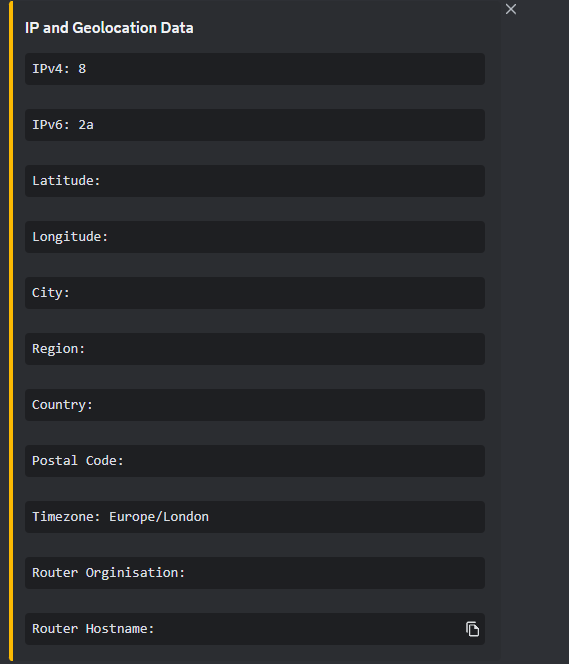 IP and Geolocation Data
IPv4: 8
IPv6: 2a
Latitude:
Longitude:
City:
Region:
Country:
Postal Code:
Timezone: Europe/London
Router Orginisation:
Router Hostname: